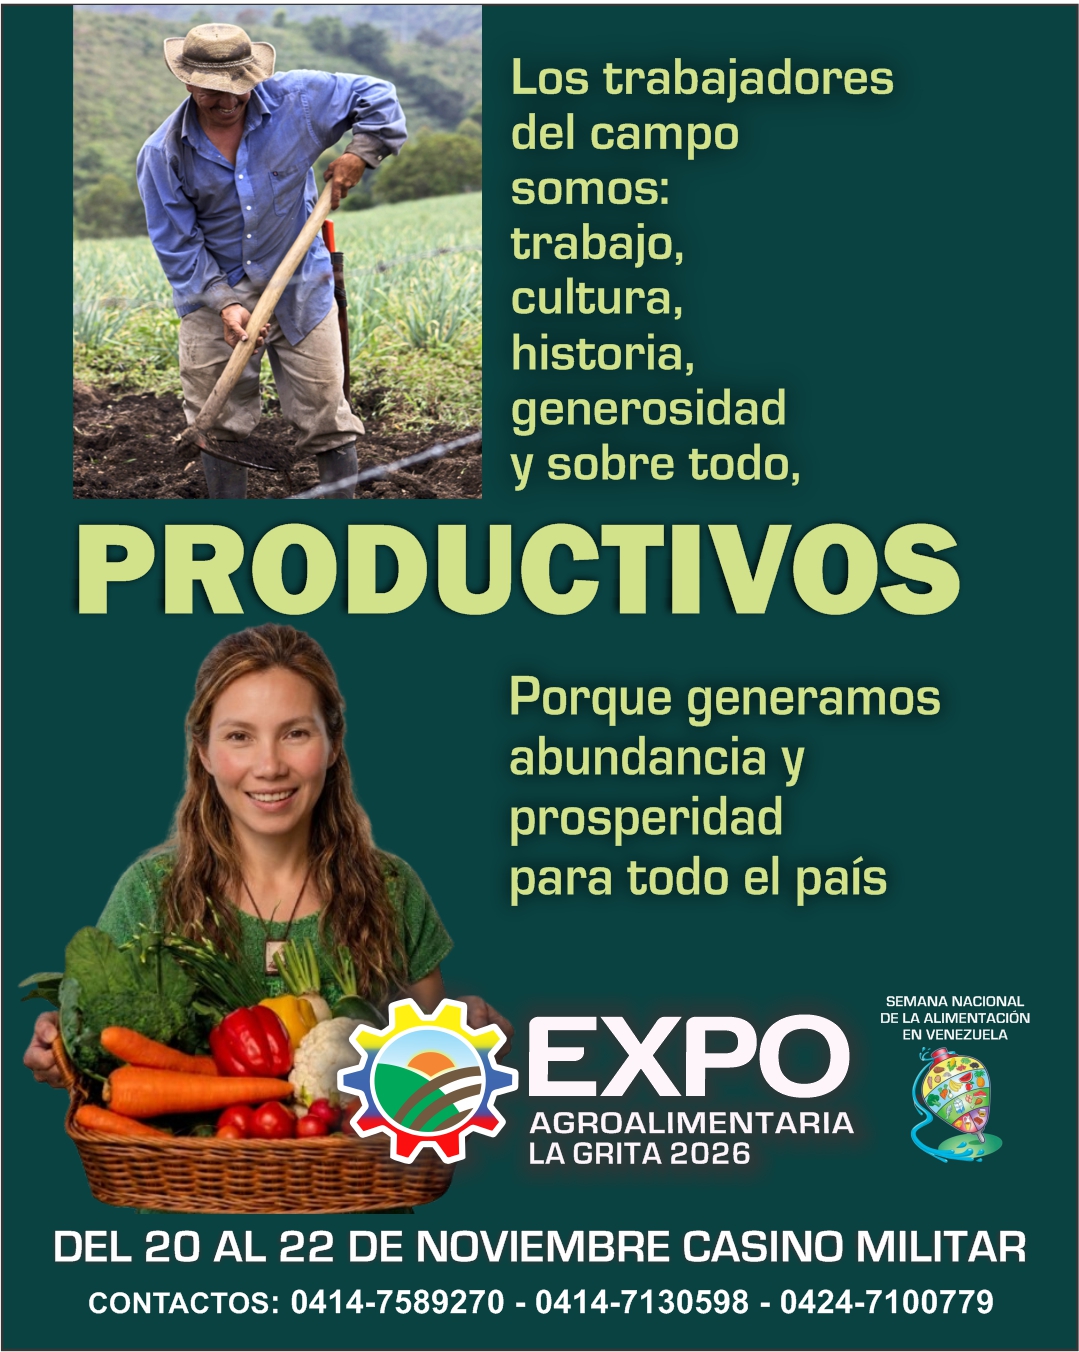 Los trabajadores
del campo
somos:
trabajo,
cultura,
historia,
generosidad
y sobre todo,
PRODUCTIVOS
Porque generamos
abundancia y
prosperidad
para todo el país
SEMANA NACIONAL
DE LA ALIMENTACIÓN
EN VENEZUELA
EXPO
AGROALIMENTARIA
LA GRITA 2026
DEL 20 AL 22 DE NOVIEMBRE CASINO MILITAR
CONTACTOS: 0414-7589270 - 0414-7130598 - 0424-7100779